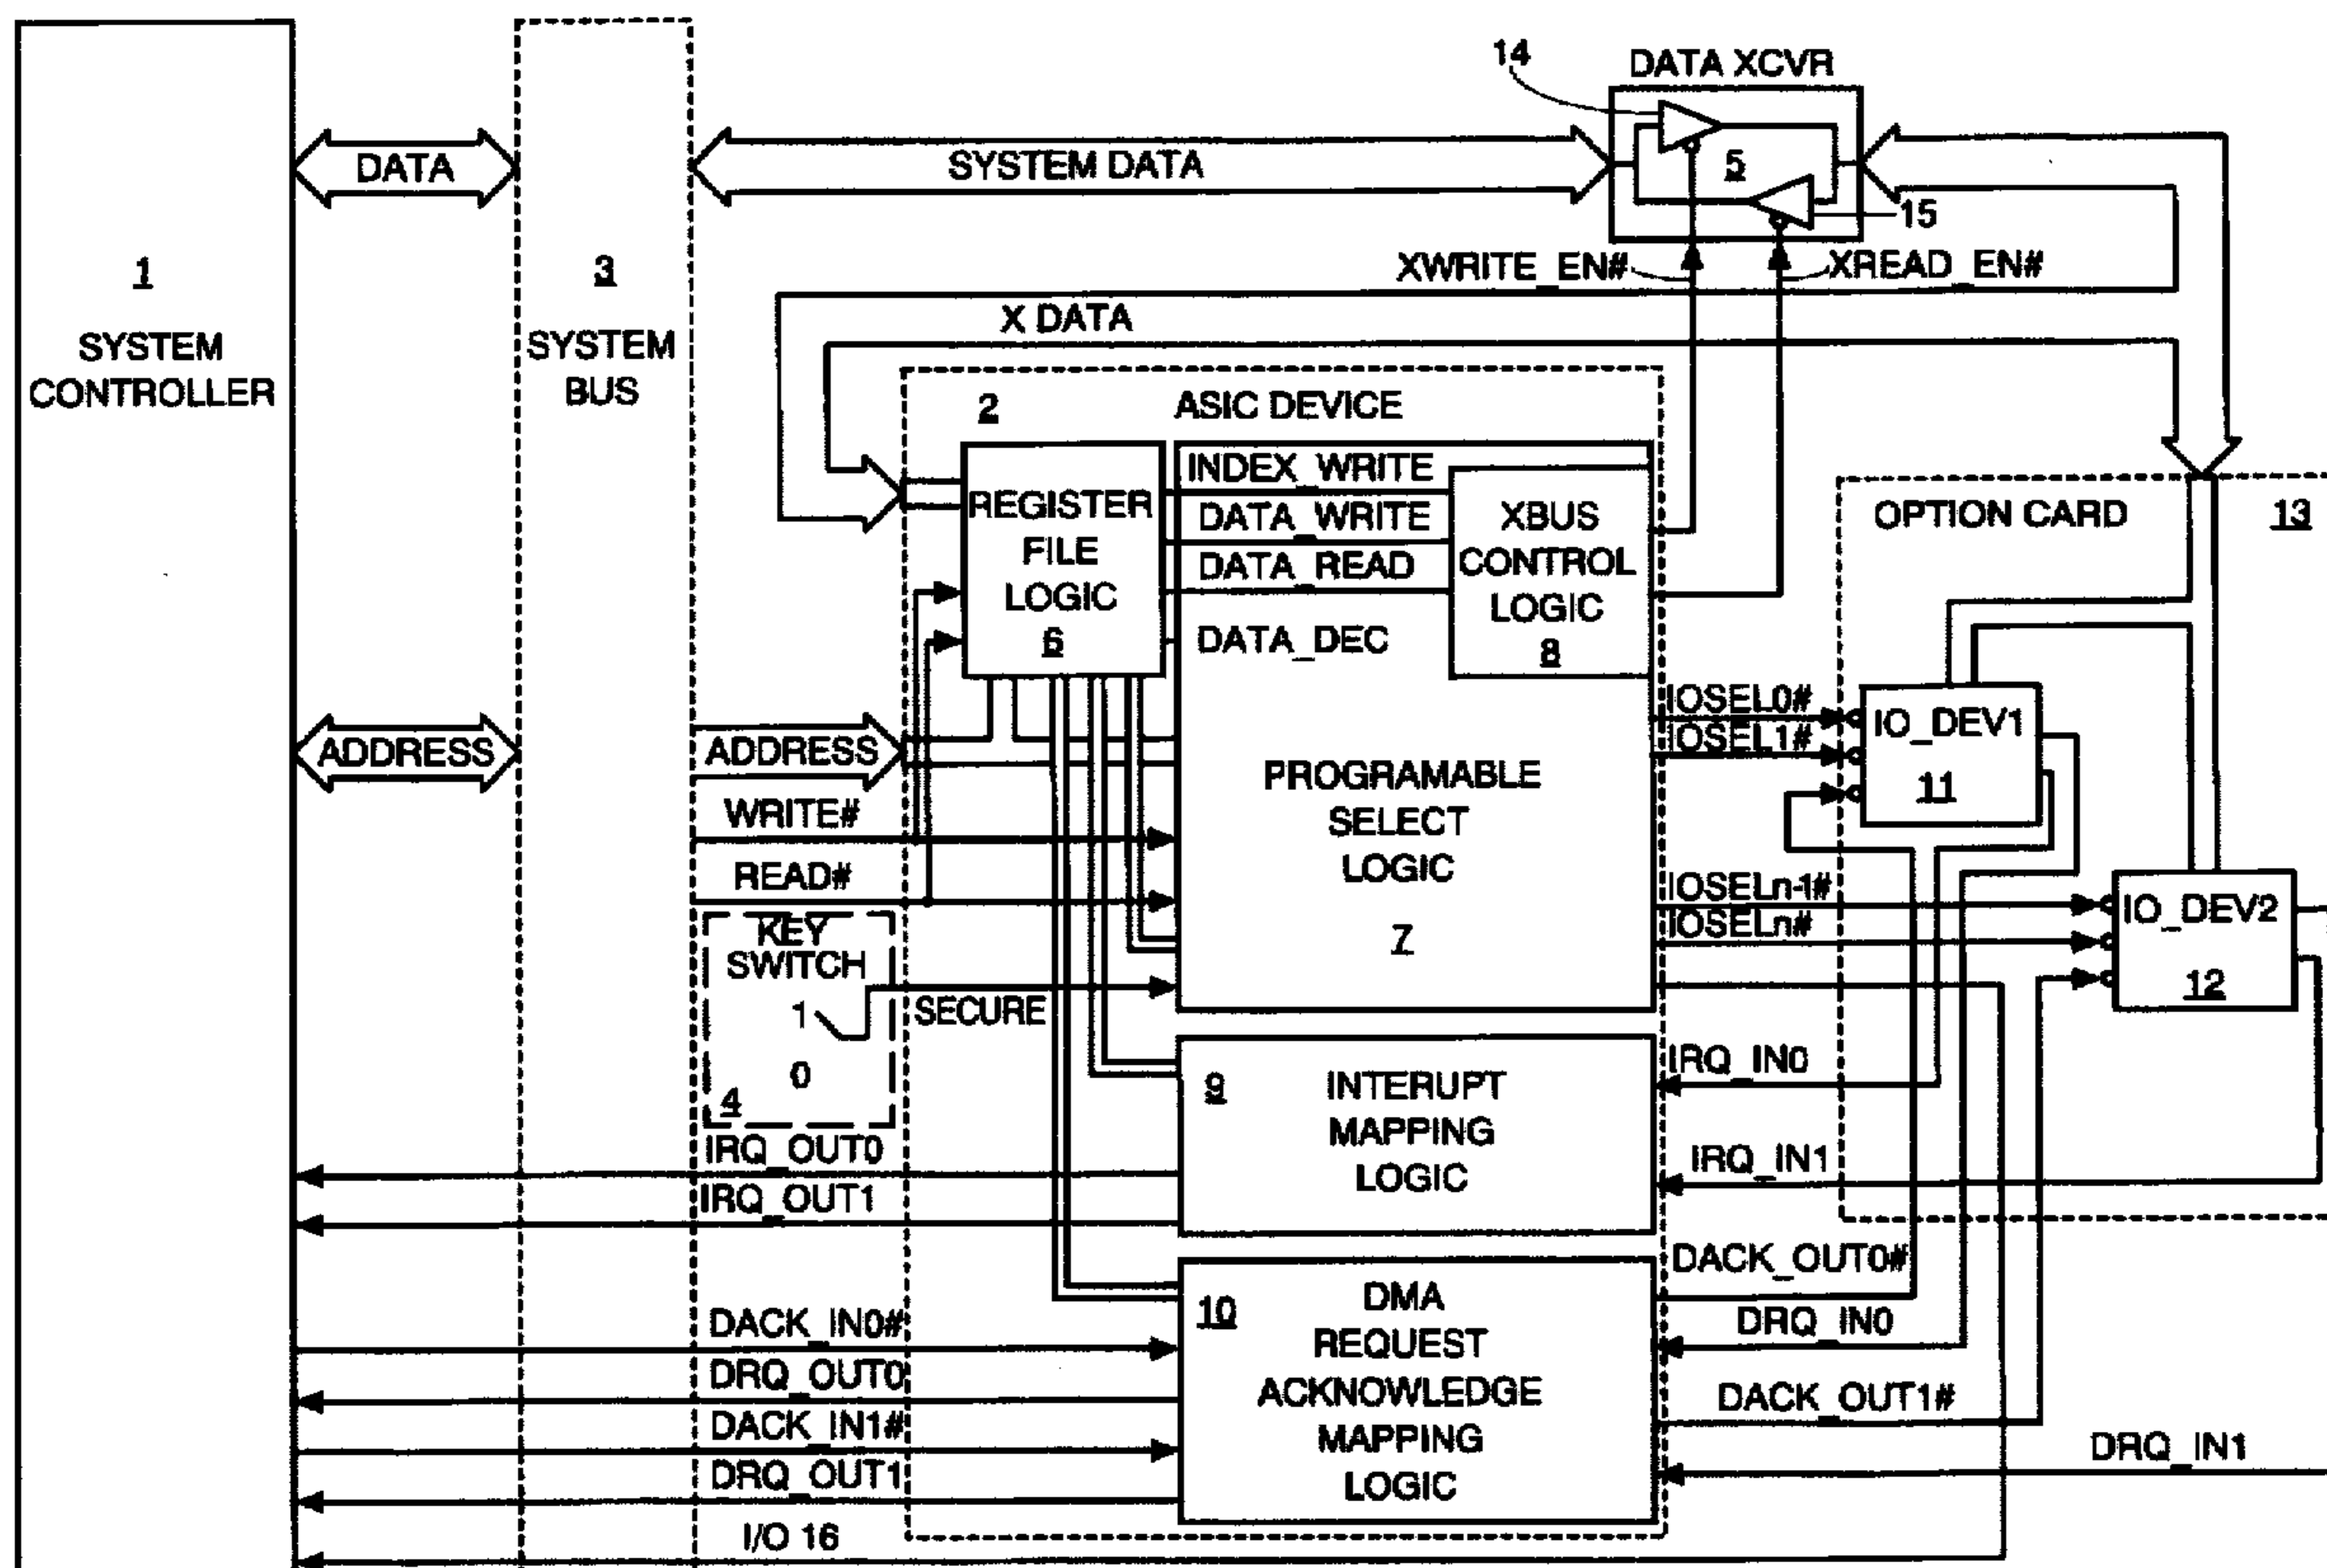 14
DATA XCVR
DATA
SYSTEM DATA
5
15
1
SYSTEM
CONTROLLER
3
SYSTEM
BUS
XWRITE_EN#
XREAD_EN#
X DATA
2
ASIC DEVICE
REGISTER
FILE
LOGIC
6
INDEX_WRITE
DATA_WRITE
DATA_READ
DATA_DEC
XBUS
CONTROL
LOGIC
8
OPTION CARD
13
ADDRESS
ADDRESS
WRITE#
READ#
PROGRAMABLE
SELECT
LOGIC
7
IOSEL0#
IOSEL1#
IO_DEV1
11
IOSELn-1#
IOSELn#
IO_DEV2
12
KEY
SWITCH
1
0
4
SECURE
9
INTERUPT
MAPPING
LOGIC
IRQ_IN0
IRQ_IN1
IRQ_OUT0
IRQ_OUT1
10
DMA
REQUEST
ACKNOWLEDGE
MAPPING
LOGIC
DACK_OUT0#
DRQ_IN0
DACK_OUT1#
DRQ_IN1
DACK_IN0#
DRQ_OUT0
DACK_IN1#
DRQ_OUT1
I/O 16